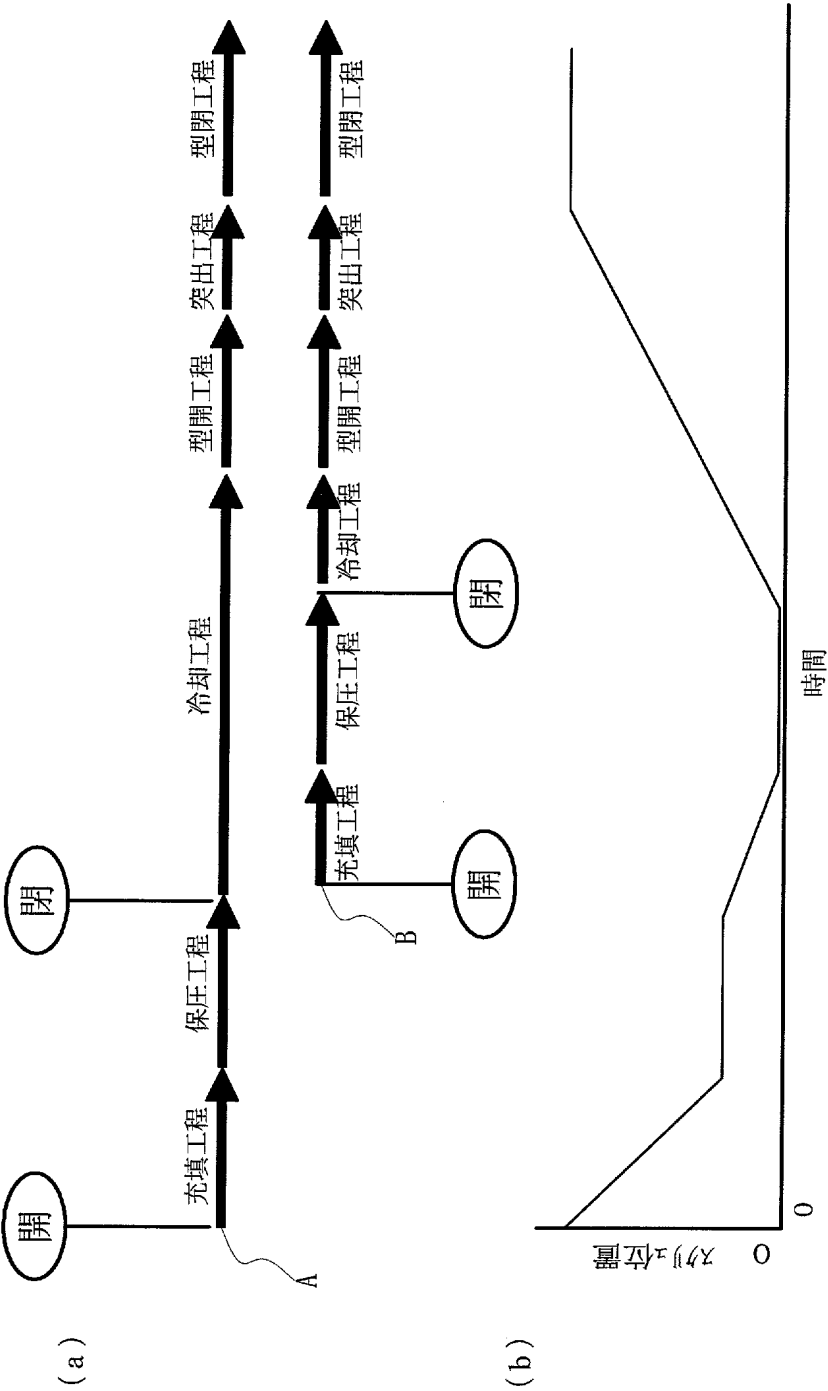 (a)
開
閉
充填工程
保圧工程
冷却工程
型開工程
突出工程
型閉工程
A
充填工程
保圧工程
冷却工程
型開工程
突出工程
型閉工程
B
開
閉
(b)
スクリュ位置
0
0
時間